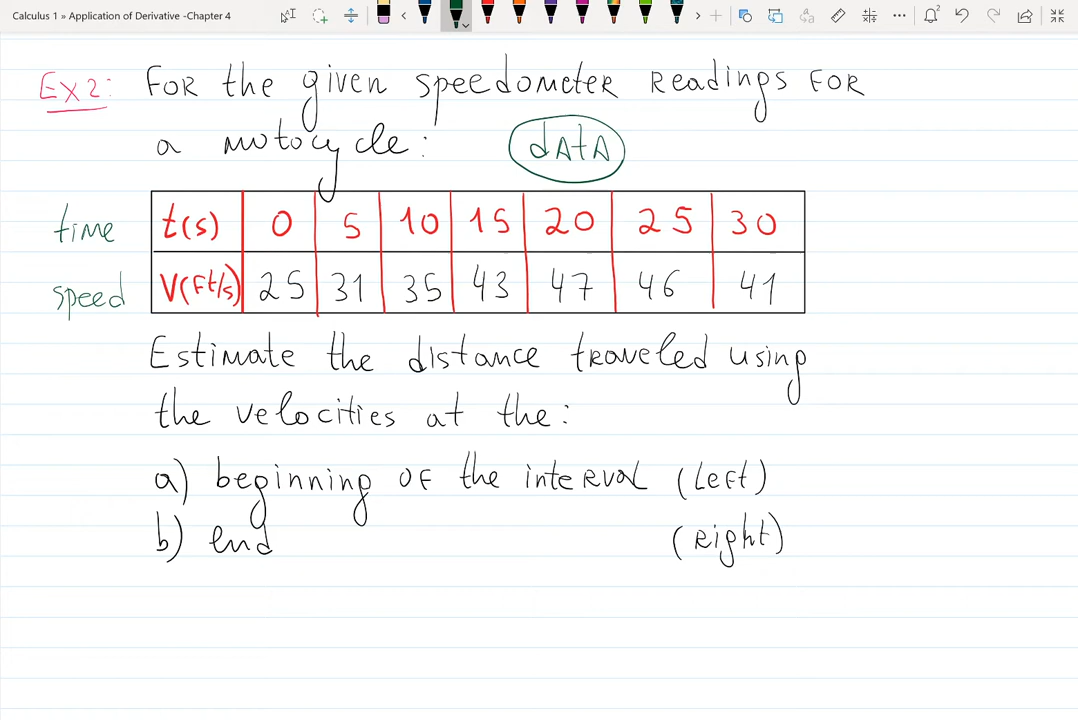 Calculus 1 » Application of Derivative -Chapter 4
Ex2: For the given speedometer Readings for
a motocycle: data
time t(s) 0 5 10 15 20 25 30
speed V(Ft/s) 25 31 35 43 47 46 41
Estimate the distance traveled using
the velocities at the:
a) beginning of the interval (Left)
b) end (Right)